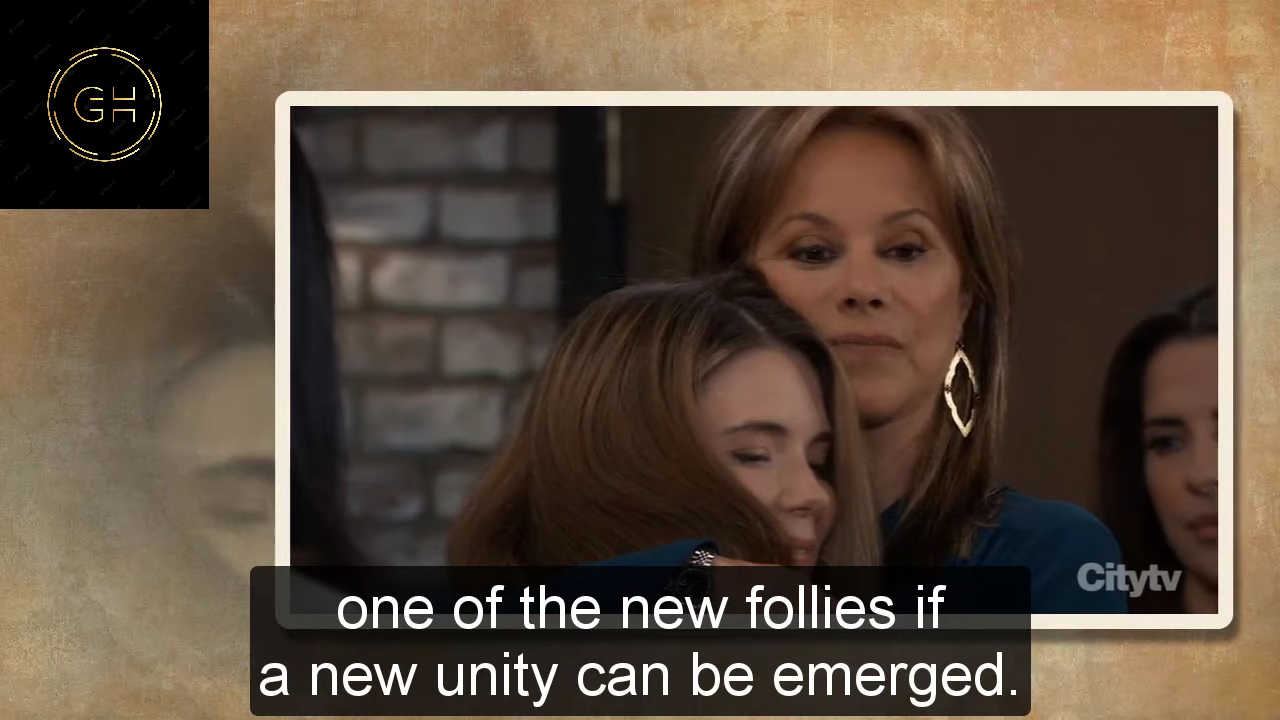 GH
Citytv
one of the new follies if
a new unity can be emerged.